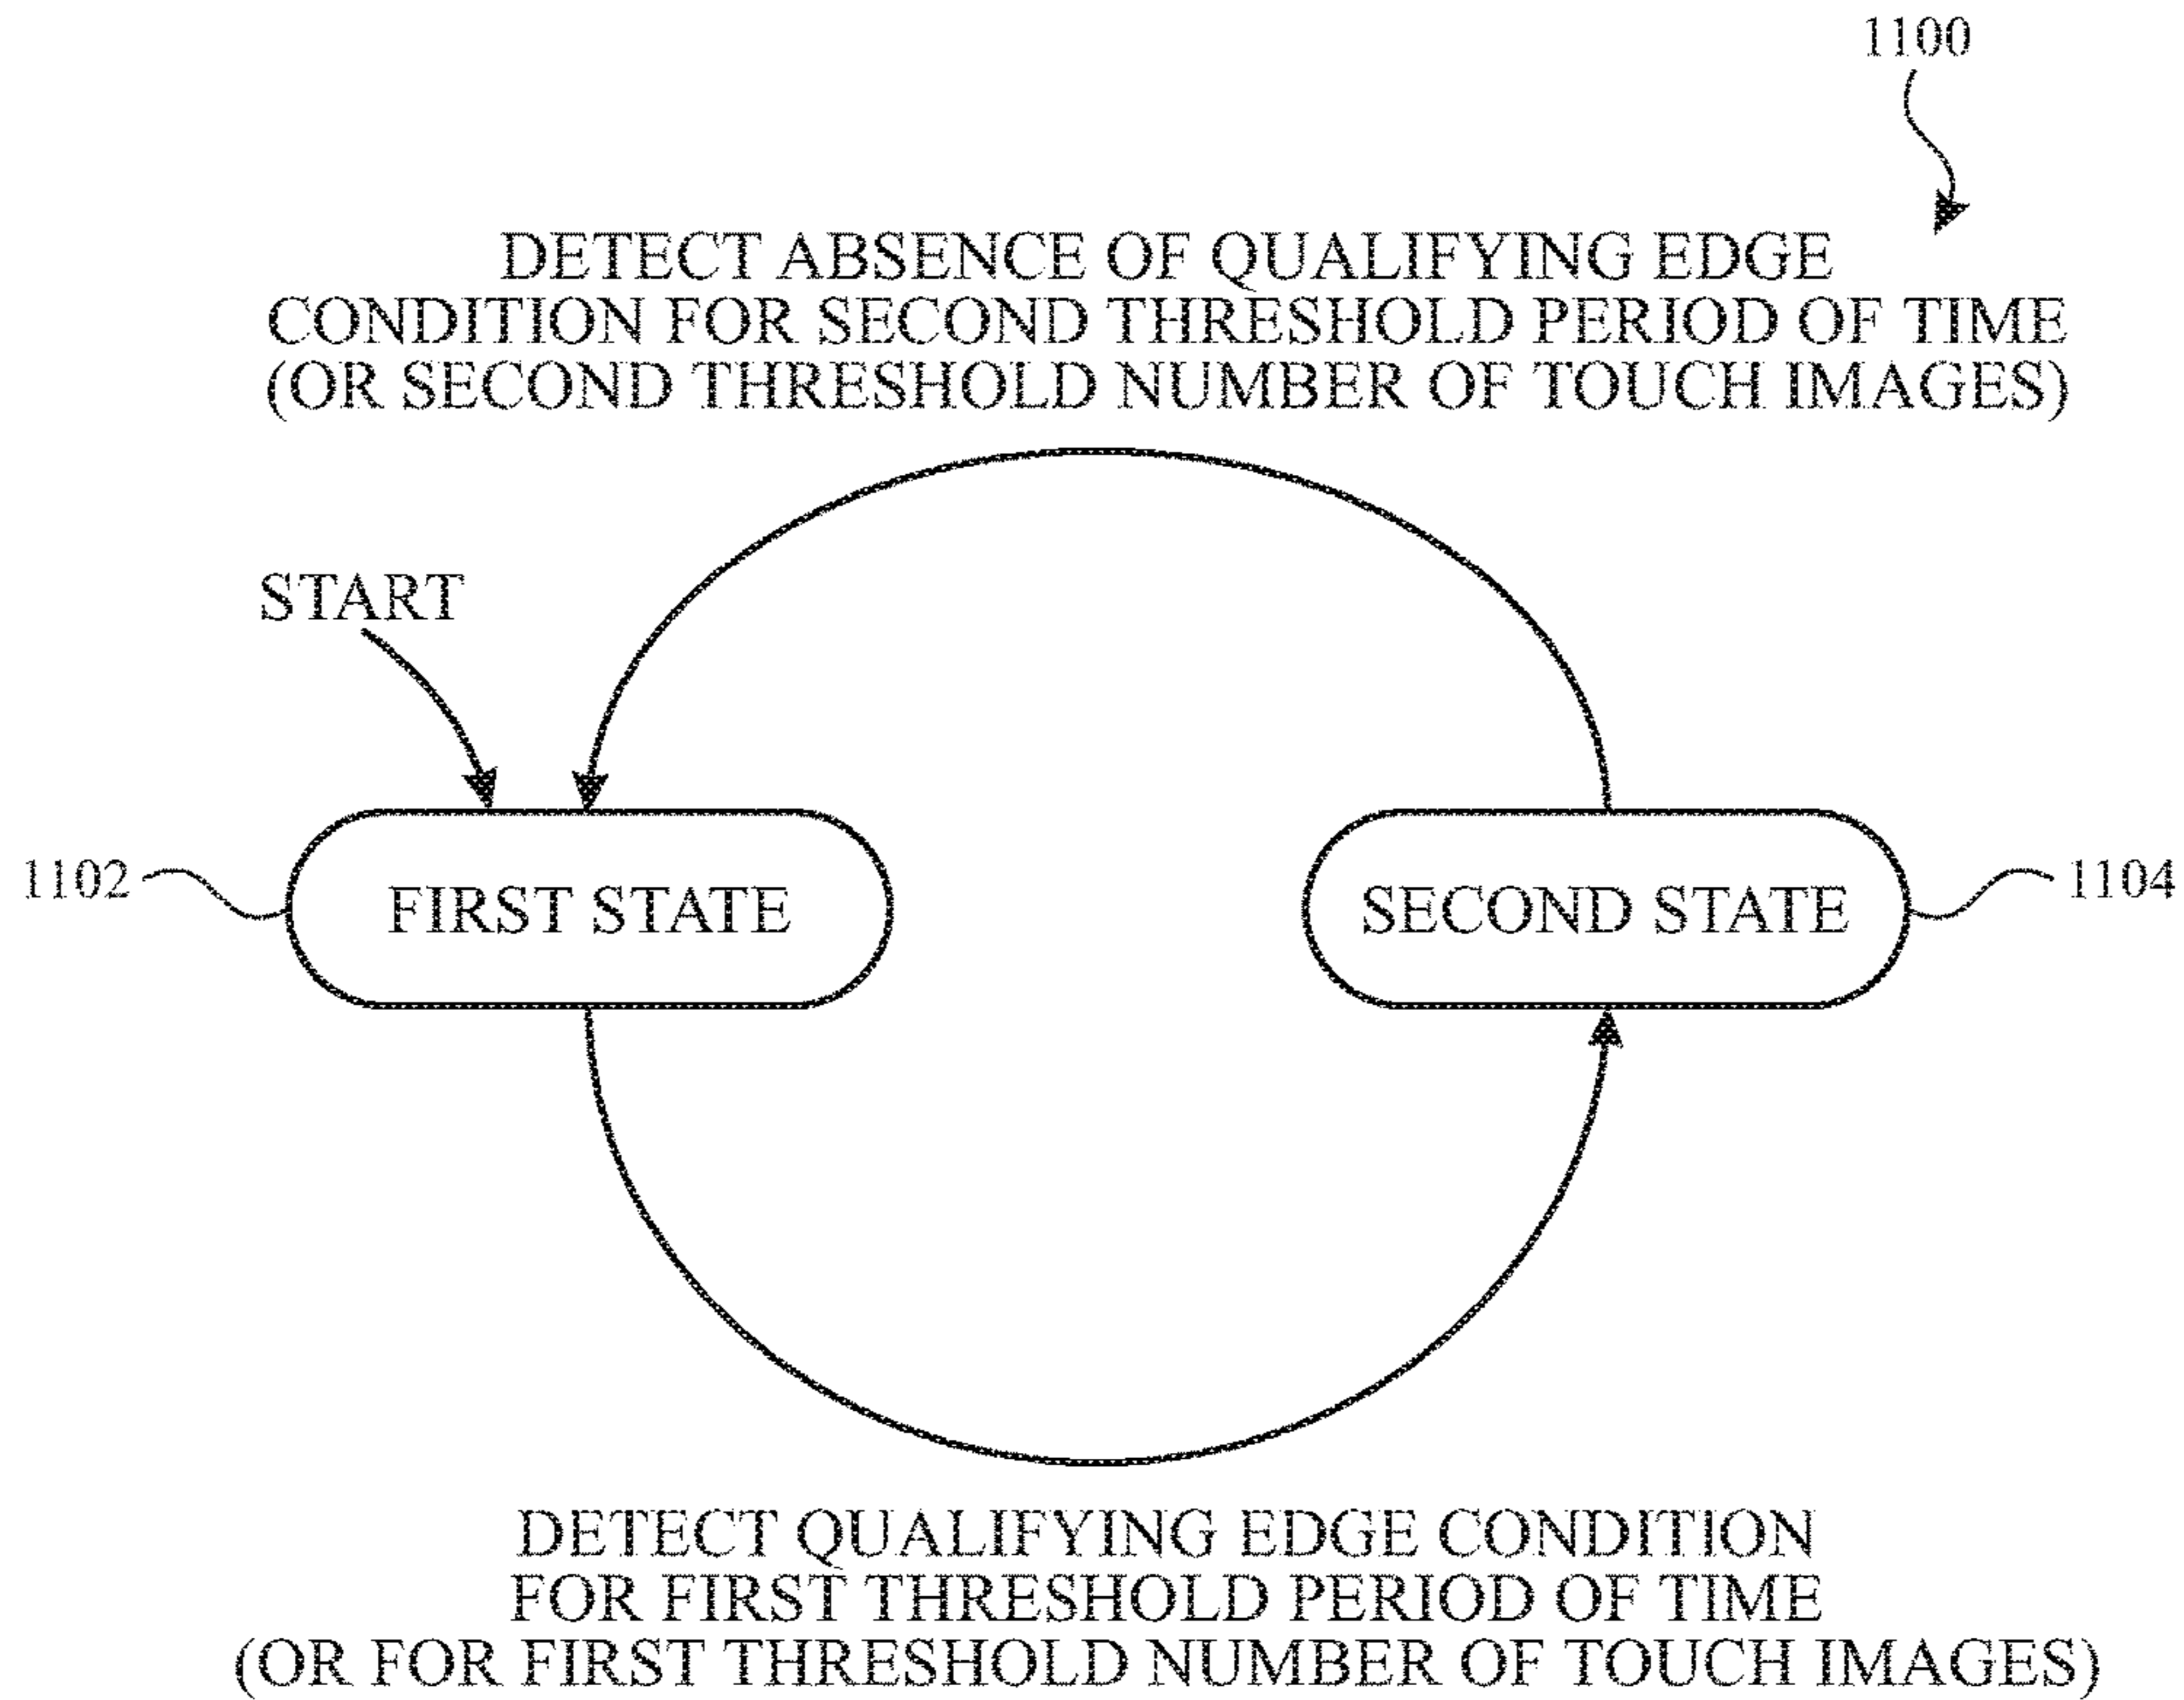 1100
DETECT ABSENCE OF QUALIFYING EDGE
CONDITION FOR SECOND THRESHOLD PERIOD OF TIME
(OR SECOND THRESHOLD NUMBER OF TOUCH IMAGES)
START
1102
FIRST STATE
SECOND STATE
1104
DETECT QUALIFYING EDGE CONDITION
FOR FIRST THRESHOLD PERIOD OF TIME
(OR FOR FIRST THRESHOLD NUMBER OF TOUCH IMAGES)